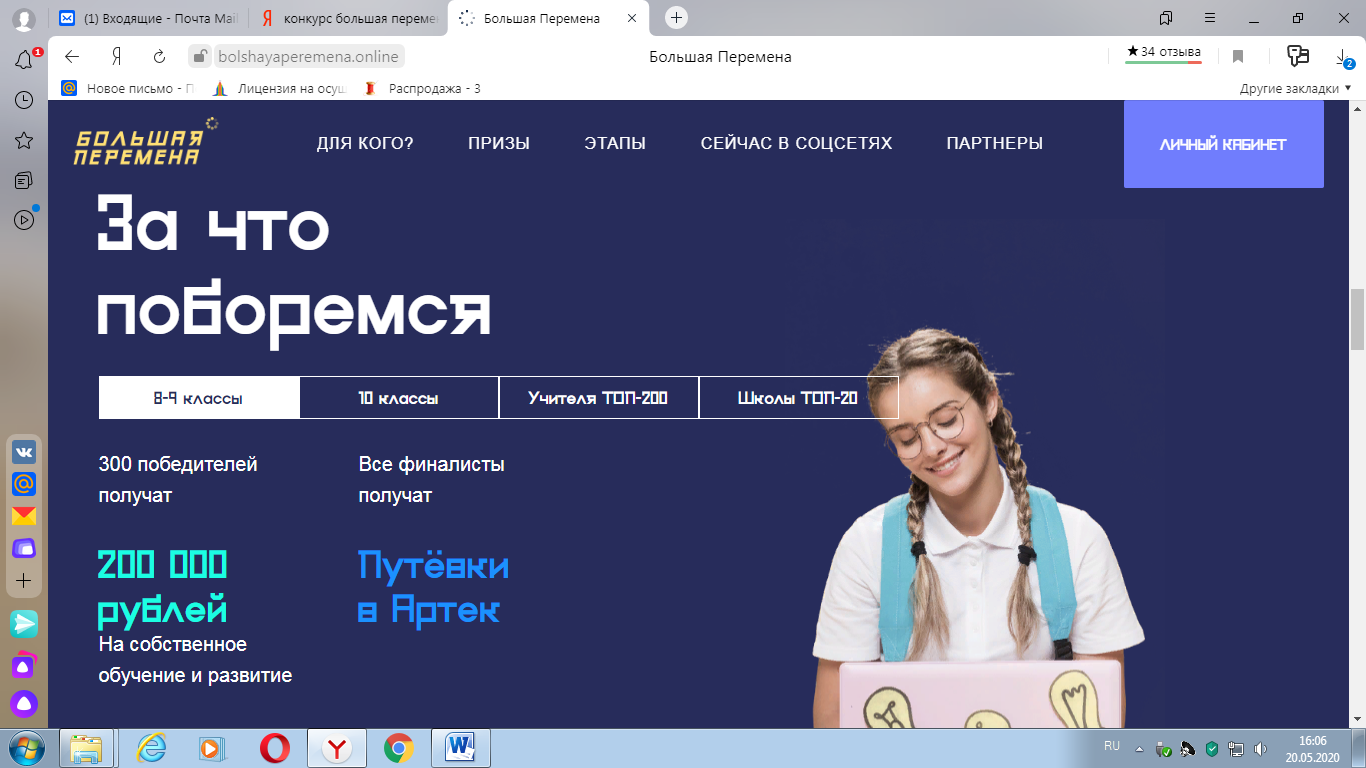 (1) Входящие - Почта Mail
конкурс большая перемен
Большая Перемена
bolshayaperemena.online
Большая Перемена
34 отзыва
1
2
Новое письмо - П
Лицензия на осущ
Распродажа - З
Другие закладки
БОЛЬШАЯ
ПЕРЕМЕНА
ДЛЯ КОГО?
ПРИЗЫ
ЭТАПЫ
СЕЙЧАС В СОЦСЕТЯХ
ПАРТНЕРЫ
ЛИЧНЫЙ КАБИНЕТ
За что
поборемся
8-9 классы
10 классы
Учителя ТОП-200
Школы ТОП-20
300 победителей
получат
200 000
рублей
На собственное
обучение и развитие
Все финалисты
получат
Путёвки
в Артек
RU
16:06
20.05.2020